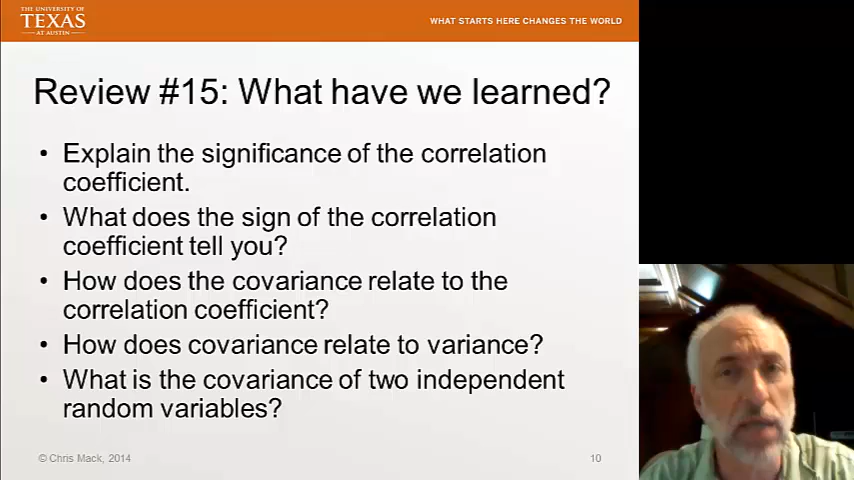 THE UNIVERSITY OF
TEXAS
AT AUSTIN
WHAT STARTS HERE CHANGES THE WORLD
Review #15: What have we learned?
• Explain the significance of the correlation
coefficient.
• What does the sign of the correlation
coefficient tell you?
• How does the covariance relate to the
correlation coefficient?
• How does covariance relate to variance?
• What is the covariance of two independent
random variables?
© Chris Mack, 2014
10